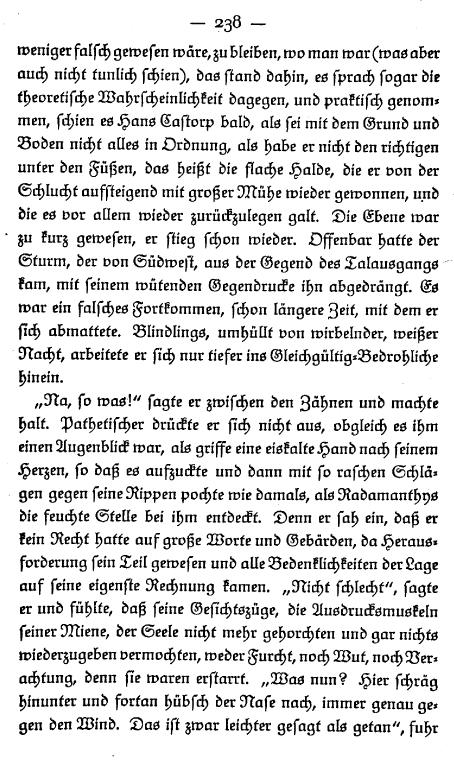 — 238 —
weniger falsch gewesen wäre, zu bleiben, wo man war (was aber
auch nicht tunlich schien), das stand dahin, es sprach sogar die
theoretische Wahrscheinlichkeit dagegen, und praktisch genom-
men, schien es Hans Castorp bald, als sei mit dem Grund und
Boden nicht alles in Ordnung, als habe er nicht den richtigen
unter den Füßen, das heißt die flache Halde, die er von der
Schlucht aufsteigend mit großer Mühe wieder gewonnen, und
die es vor allem wieder zurückzulegen galt. Die Ebene war
zu kurz gewesen, er stieg schon wieder. Offenbar hatte der
Sturm, der von Südwest, aus der Gegend des Talausgangs
kam, mit seinem wütenden Gegendrucke ihn abgedrängt. Es
war ein falsches Fortkommen, schon längere Zeit, mit dem er
sich abmattete. Blindlings, umhüllt von wirbelnder, weißer
Nacht, arbeitete er sich nur tiefer ins Gleichgültig-Bedrohliche
hinein.
„Na, so was!“ sagte er zwischen den Zähnen und machte
halt. Pathetischer drückte er sich nicht aus, obgleich es ihm
einen Augenblick war, als griffe eine eiskalte Hand nach seinem
Herzen, so daß es aufzuckte und dann mit so raschen Schlä-
gen gegen seine Rippen pochte wie damals, als Radamanthys
die feuchte Stelle bei ihm entdeckt. Denn er sah ein, daß er
kein Recht hatte auf große Worte und Gebärden, da Heraus-
forderung sein Teil gewesen und alle Bedenklichkeiten der Lage
auf seine eigenste Rechnung kamen. „Nicht schlecht“, sagte
er und fühlte, daß seine Gesichtszüge, die Ausdrucksmuskeln
seiner Miene, der Seele nicht mehr gehorchten und gar nichts
wiederzugeben vermochten, weder Furcht, noch Wut, noch Ver-
achtung, denn sie waren erstarrt. „Was nun? Hier schräg
hinunter und fortan hübsch der Nase nach, immer genau ge-
gen den Wind. Das ist zwar leichter gesagt als getan“, fuhr